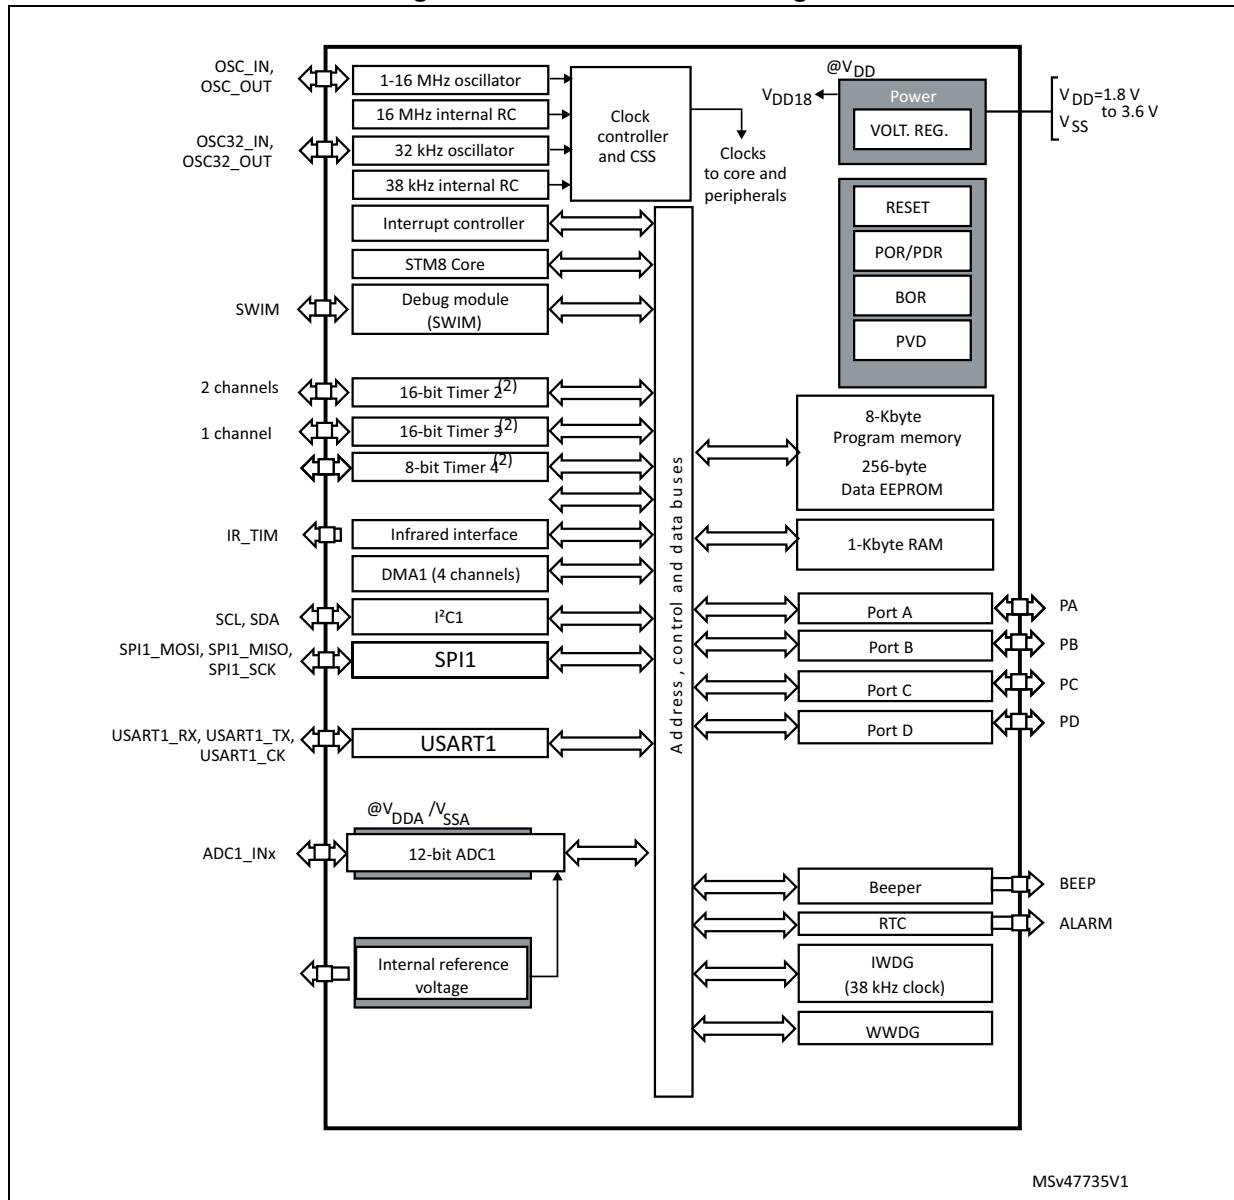 OSC_IN,
OSC_OUT
1-16 MHz oscillator
16 MHz internal RC
OSC32_IN,
OSC32_OUT
32 kHz oscillator
38 kHz internal RC
Clock
controller
and CSS
Clocks
to core and
peripherals
@VDD
VDD18
Power
VOLT. REG.
VDD=1.8 V
to 3.6 V
VSS
RESET
POR/PDR
BOR
PVD
Interrupt controller
STM8 Core
SWIM
Debug module
(SWIM)
2 channels
16-bit Timer 2(2)
1 channel
16-bit Timer 3(2)
8-bit Timer 4(2)
IR_TIM
Infrared interface
DMA1 (4 channels)
SCL, SDA
I²C1
SPI1_MOSI, SPI1_MISO,
SPI1_SCK
SPI1
USART1_RX, USART1_TX,
USART1_CK
USART1
@VDDA /VSSA
ADC1_INx
12-bit ADC1
Internal reference
voltage
Address, control and data buses
8-Kbyte
Program memory
256-byte
Data EEPROM
1-Kbyte RAM
Port A
PA
Port B
PB
Port C
PC
Port D
PD
Beeper
BEEP
RTC
ALARM
IWDG
(38 kHz clock)
WWDG
MSv47735V1